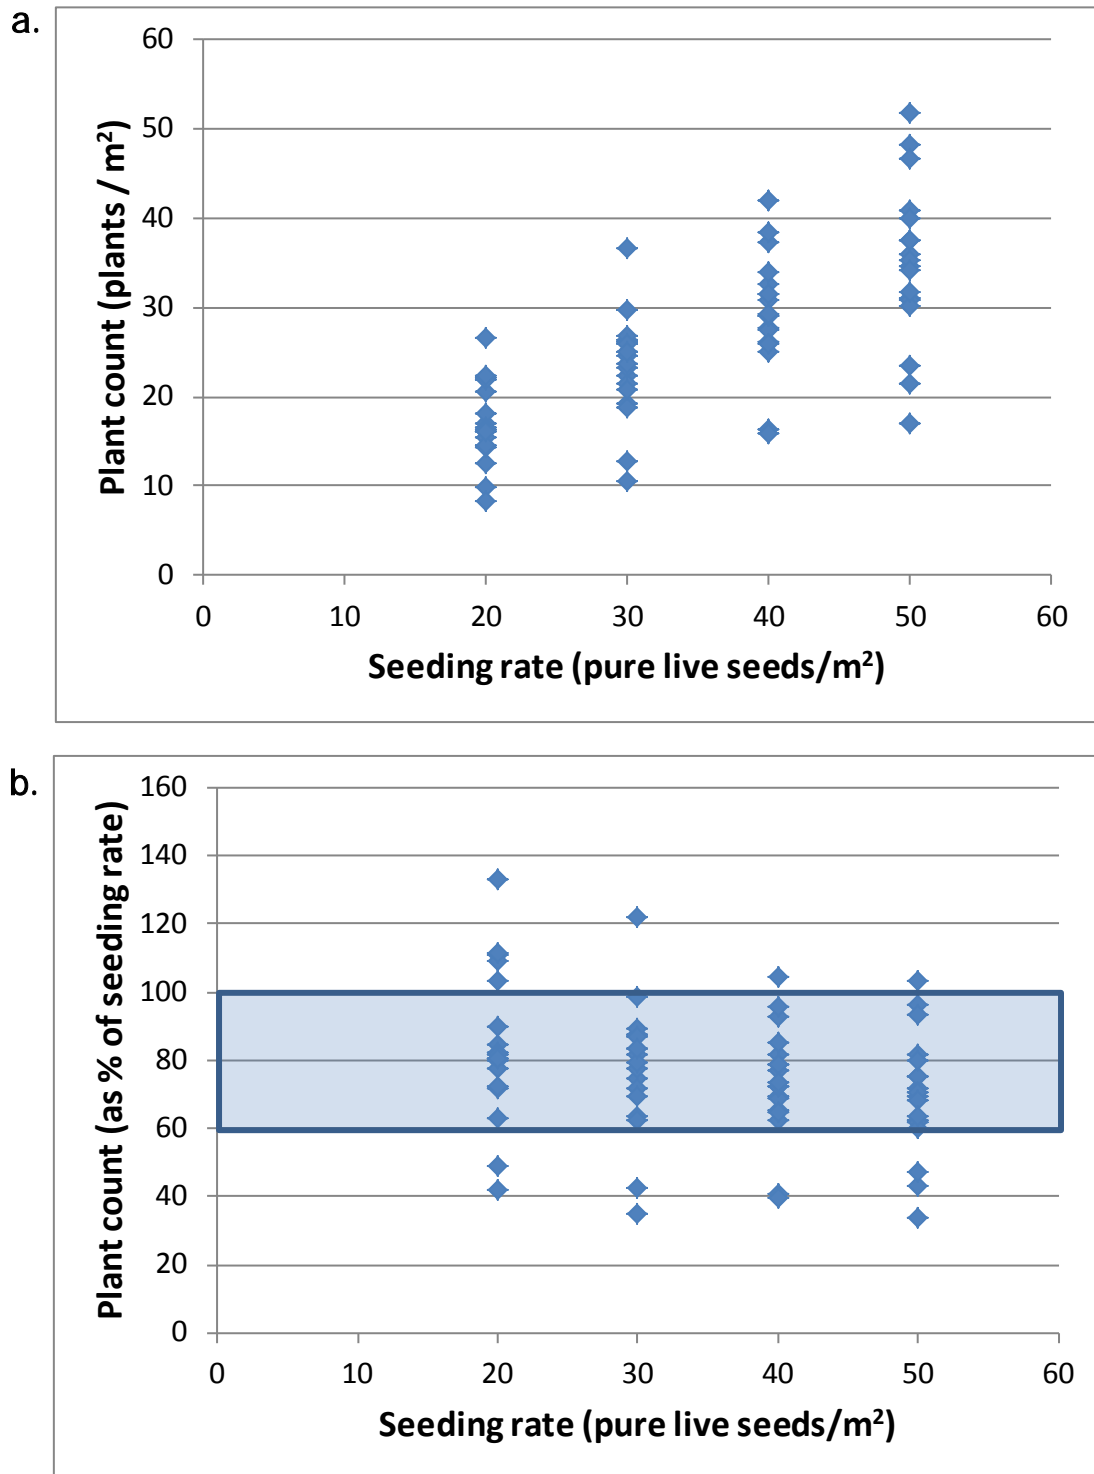 a.
60
50
40
30
20
10
0
Plant count (plants / m²)
0 10 20 30 40 50 60
Seeding rate (pure live seeds/m²)
b.
160
140
120
100
80
60
40
20
0
Plant count (as % of seeding rate)
0 10 20 30 40 50 60
Seeding rate (pure live seeds/m²)